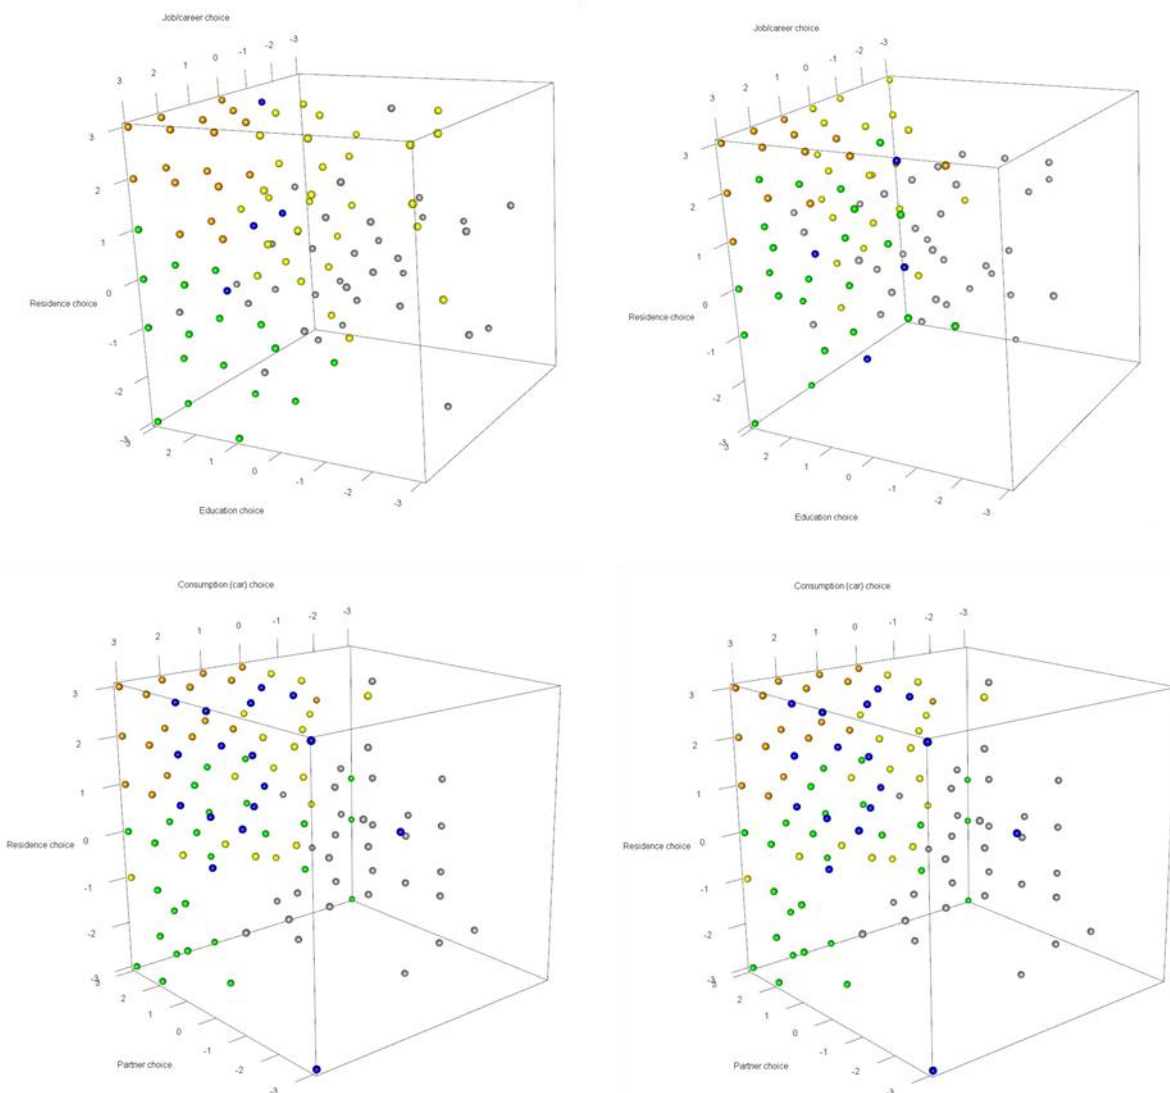 Job/career choice
3 2 1 0 -1 -2 -3
3
2
1
0
Residence choice
-1
-2
-3
3 2 1 0 -1 -2 -3
Education choice
Job/career choice
3 2 1 0 -1 -2 -3
3
2
1
0
Residence choice
-1
-2
-3
3 2 1 0 -1 -2 -3
Education choice
Consumption (car) choice
3 2 1 0 -1 -2 -3
3
2
1
Residence choice 0
-1
-2
-3
3 2 1 0 -1 -2 -3
Partner choice
Consumption (car) choice
3 2 1 0 -1 -2 -3
3
2
1
Residence choice 0
-1
-2
-3
3 2 1 0 -1 -2 -3
Partner choice